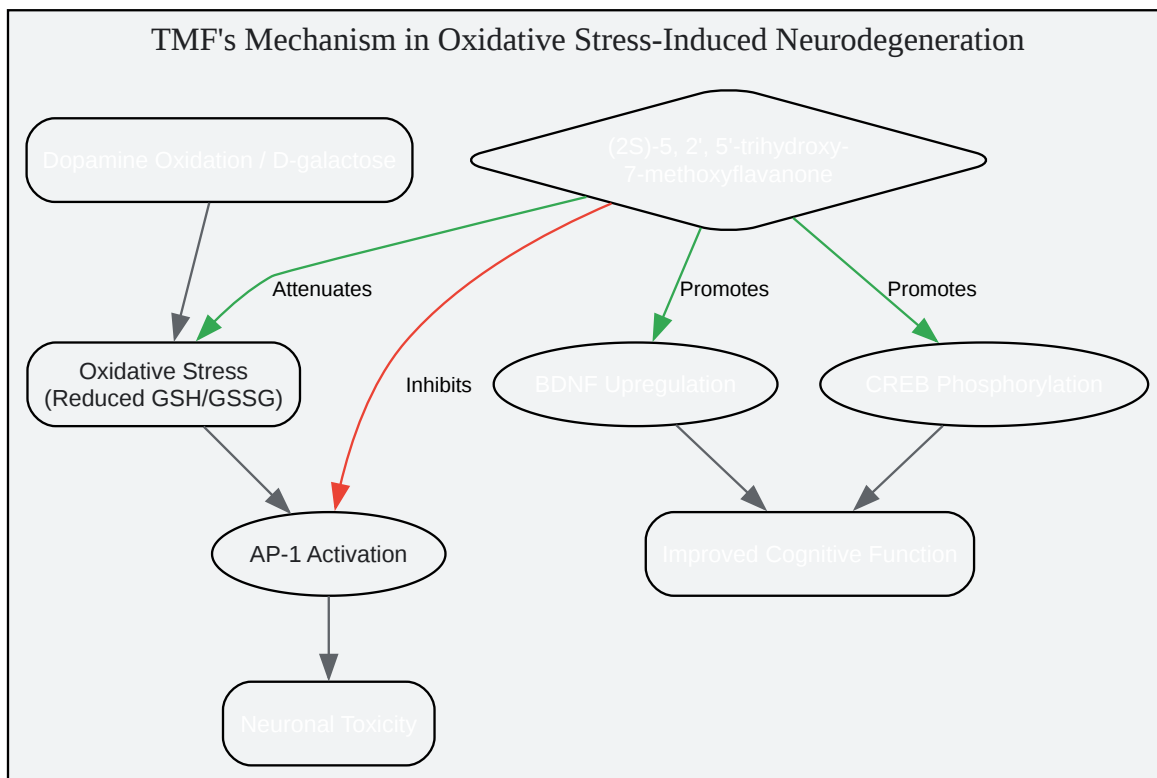 TMF's Mechanism in Oxidative Stress-Induced Neurodegeneration
Dopamine Oxidation / D-galactose
(2S)-5, 2', 5'-trihydroxy-
7-methoxyflavanone
Attenuates
Promotes
Promotes
Oxidative Stress
(Reduced GSH/GSSG)
Inhibits
BDNF Upregulation
CREB Phosphorylation
AP-1 Activation
Improved Cognitive Function
Neuronal Toxicity